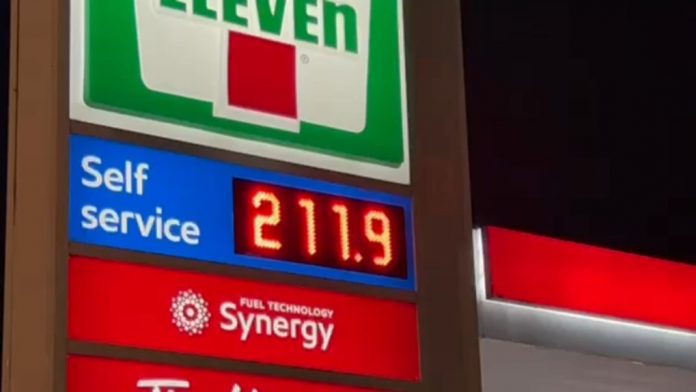 ELEVEn
®
Self
service
211.9
FUEL TECHNOLOGY
Synergy